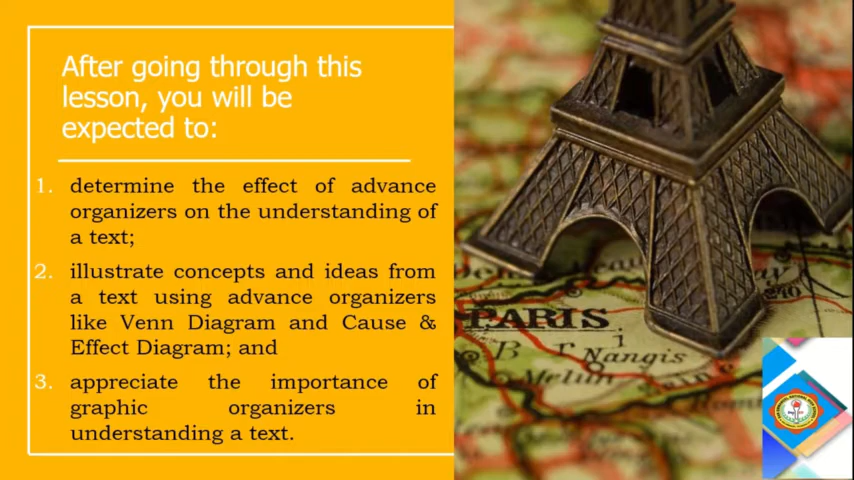 After going through this
lesson, you will be
expected to:
1. determine the effect of advance
organizers on the understanding of
a text;
2. illustrate concepts and ideas from
a text using advance organizers
like Venn Diagram and Cause &
Effect Diagram; and
3. appreciate the importance of
graphic organizers in
understanding a text.
PARIS
Nangis
Melun